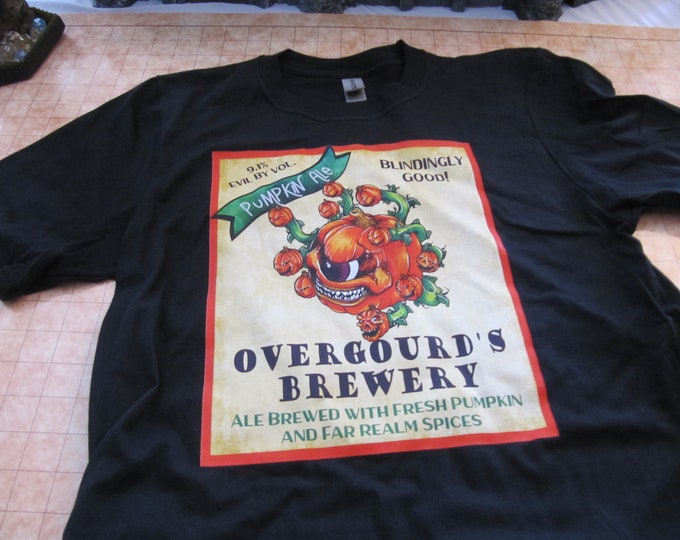 9.1%
EVIL BY VOL.
PUMPKIN ALE
BLINDINGLY
GOOD!
OVERGOURD'S
BREWERY
ALE BREWED WITH FRESH PUMPKIN
AND FAR REALM SPICES